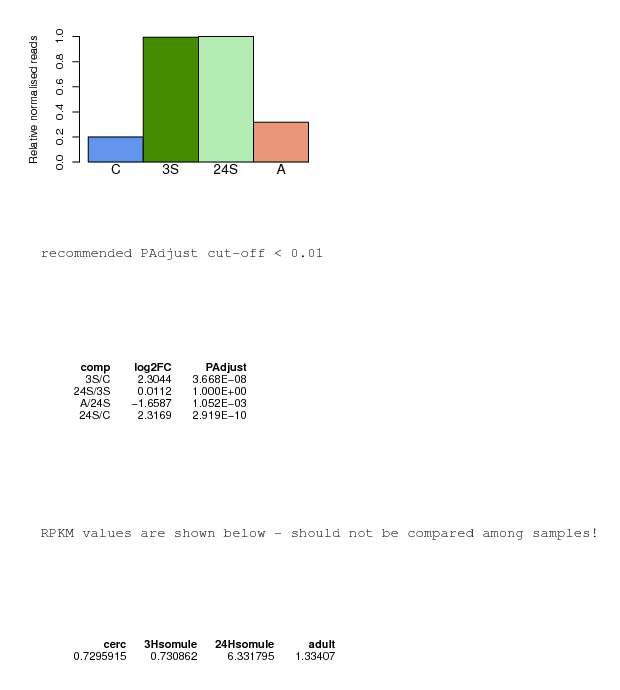 Relative normalised reads
1.0
0.8
0.6
0.4
0.2
0.0
C 3S 24S A
recommended PAdjust cut-off < 0.01
comp log2FC PAdjust
3S/C 2.3044 3.668E-08
24S/3S 0.0112 1.000E+00
A/24S -1.6587 1.052E-03
24S/C 2.3169 2.919E-10
RPKM values are shown below - should not be compared among samples!
cerc 3Hsomule 24Hsomule adult
0.7295915 0.730862 6.331795 1.33407